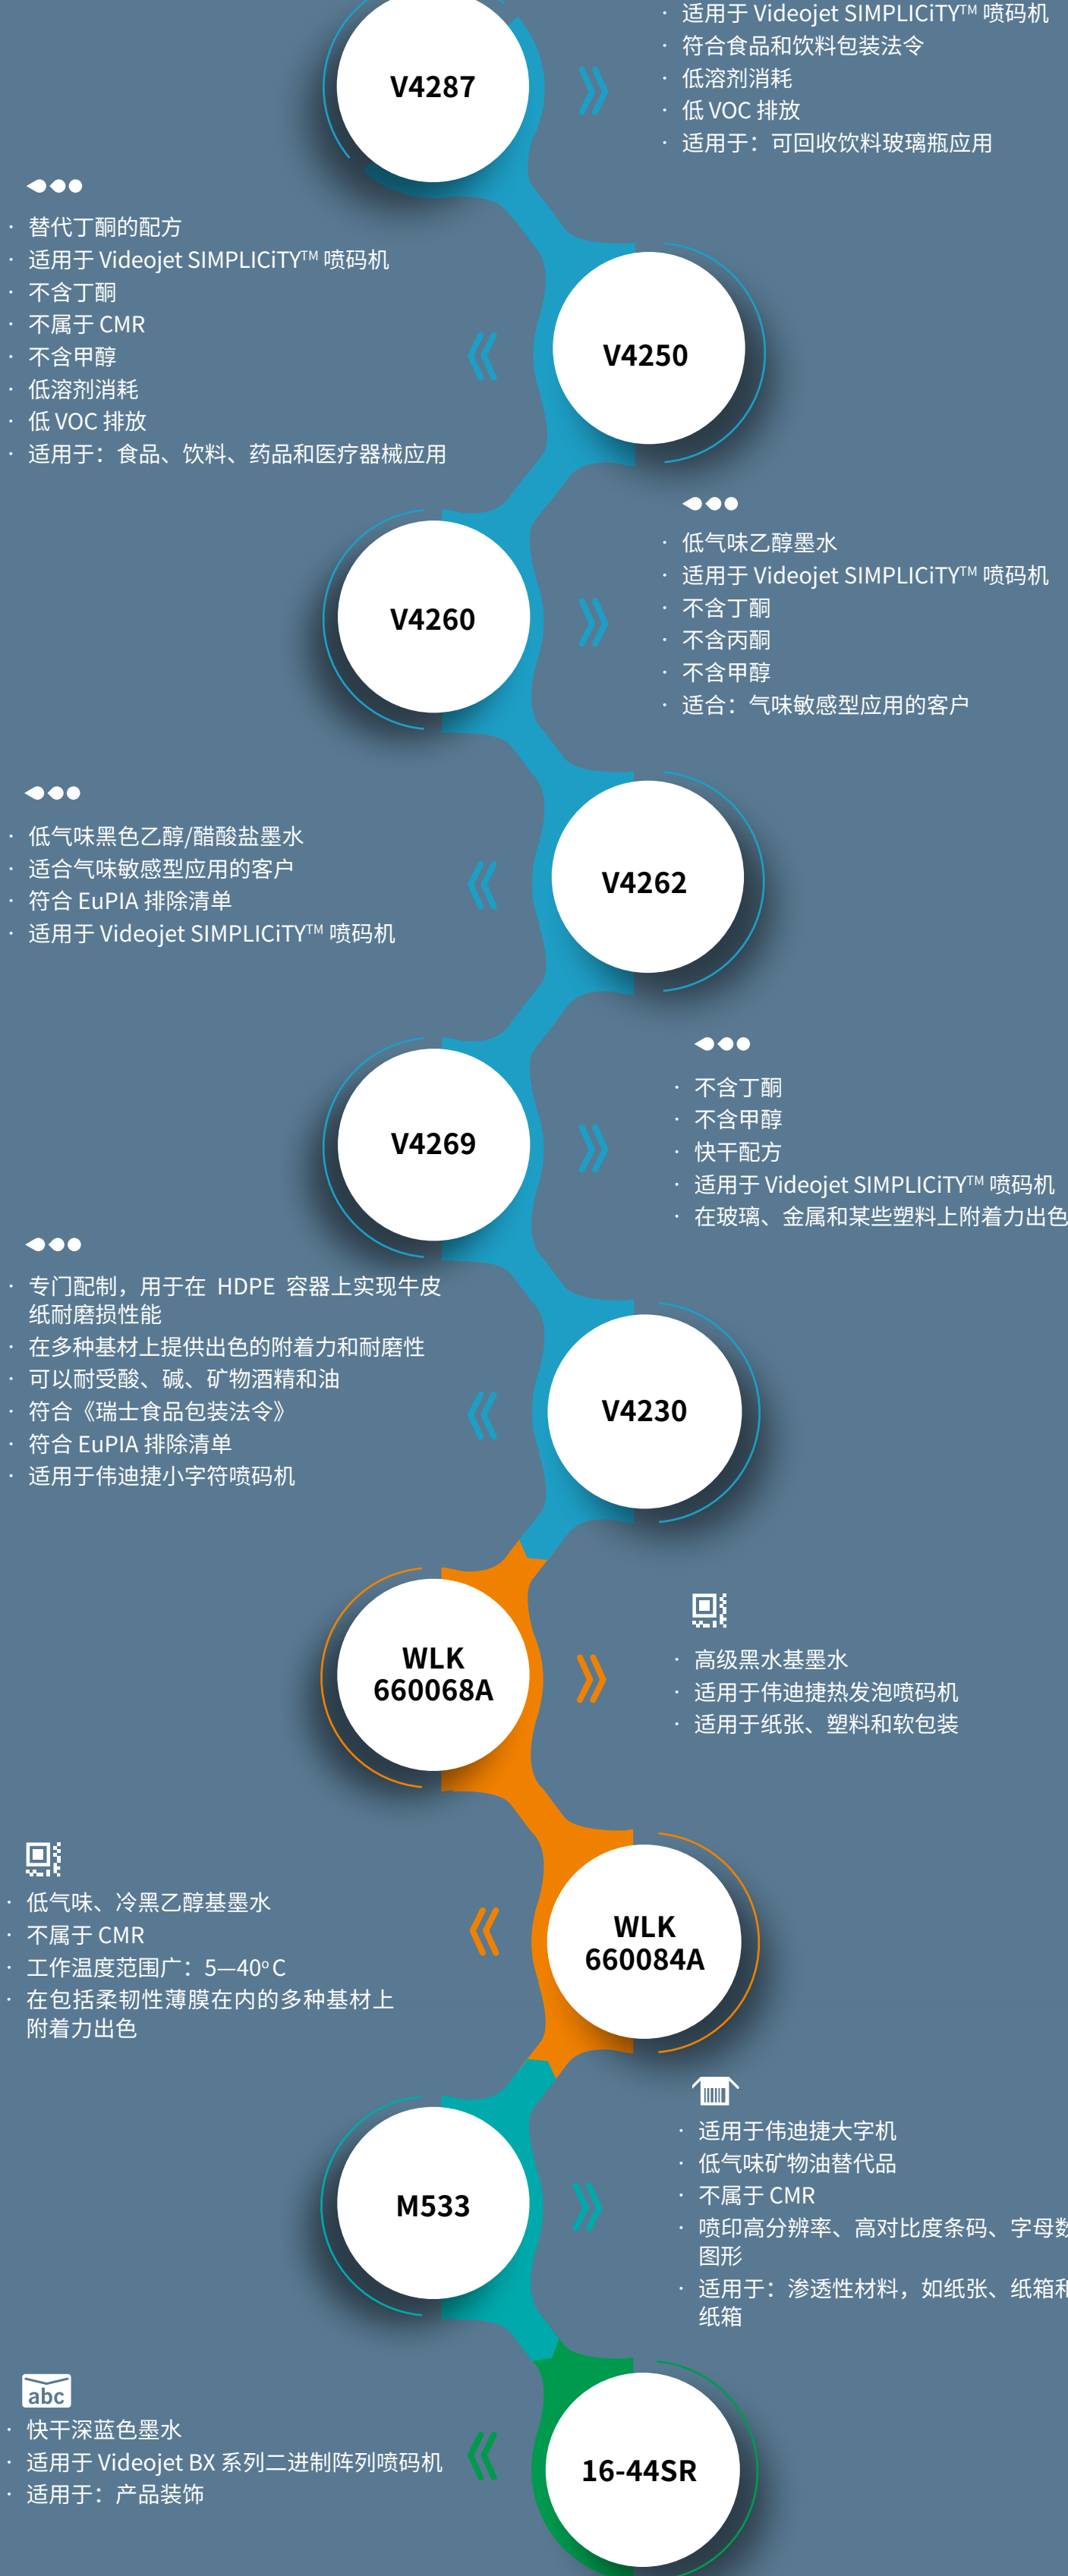 · 适用于 Videojet SIMPLICiTY™ 喷码机
· 符合食品和饮料包装法令
· 低溶剂消耗
· 低 VOC 排放
· 适用于：可回收饮料玻璃瓶应用
V4287
· 替代丁酮的配方
· 适用于 Videojet SIMPLICiTY™ 喷码机
· 不含丁酮
· 不属于 CMR
· 不含甲醇
· 低溶剂消耗
· 低 VOC 排放
· 适用于：食品、饮料、药品和医疗器械应用
V4250
V4260
· 低气味乙醇墨水
· 适用于 Videojet SIMPLICiTY™ 喷码机
· 不含丁酮
· 不含丙酮
· 不含甲醇
· 适合：气味敏感型应用的客户
· 低气味黑色乙醇/醋酸盐墨水
· 适合气味敏感型应用的客户
· 符合 EuPIA 排除清单
· 适用于 Videojet SIMPLICiTY™ 喷码机
V4262
V4269
· 不含丁酮
· 不含甲醇
· 快干配方
· 适用于 Videojet SIMPLICiTY™ 喷码机
· 在玻璃、金属和某些塑料上附着力出色
· 专门配制，用于在 HDPE 容器上实现牛皮
纸耐磨损性能
· 在多种基材上提供出色的附着力和耐磨性
· 可以耐受酸、碱、矿物酒精和油
· 符合《瑞士食品包装法令》
· 符合 EuPIA 排除清单
· 适用于伟迪捷小字符喷码机
V4230
WLK
660068A
· 高级黑水基墨水
· 适用于伟迪捷热发泡喷码机
· 适用于纸张、塑料和软包装
· 低气味、冷黑乙醇基墨水
· 不属于 CMR
· 工作温度范围广：5—40°C
· 在包括柔韧性薄膜在内的多种基材上
附着力出色
WLK
660084A
M533
· 适用于伟迪捷大字机
· 低气味矿物油替代品
· 不属于 CMR
· 喷印高分辨率、高对比度条码、字母数
图形
· 适用于：渗透性材料，如纸张、纸箱和
纸箱
abc
· 快干深蓝色墨水
· 适用于 Videojet BX 系列二进制阵列喷码机
· 适用于：产品装饰
16-44SR